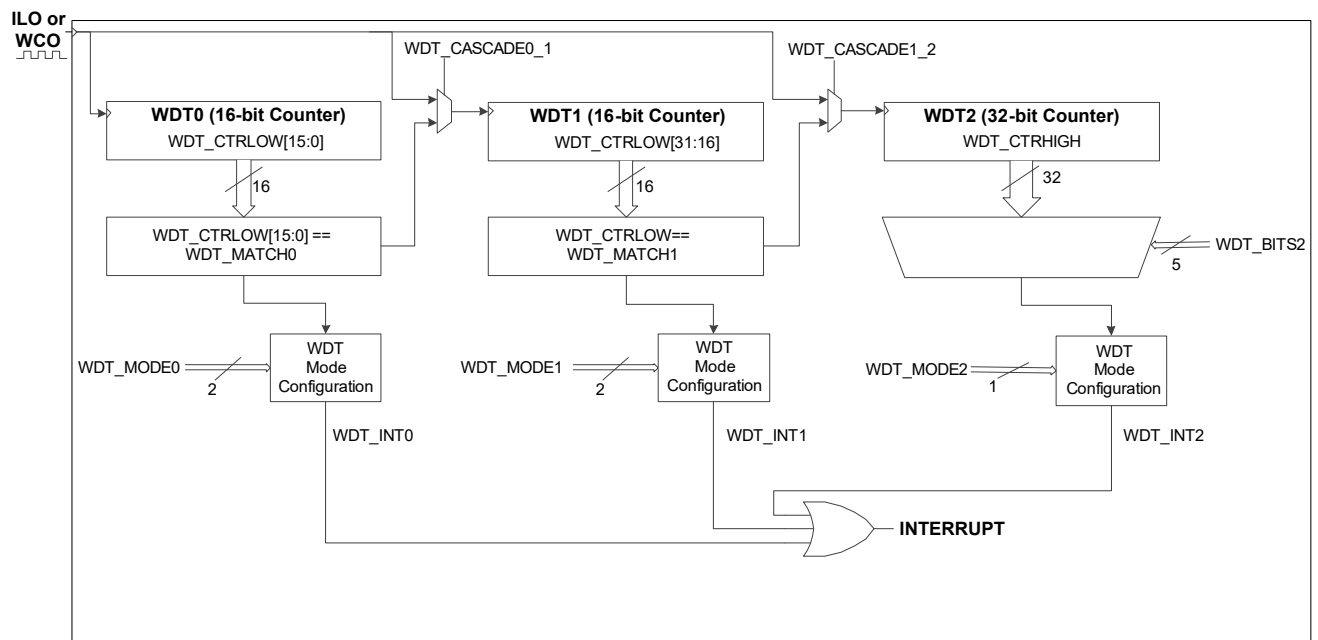 ILO or
WCO
WDT_CASCADE0_1
WDT_CASCADE1_2
WDT0 (16-bit Counter)
WDT_CTRLOW[15:0]
WDT1 (16-bit Counter)
WDT_CTRLOW[31:16]
WDT2 (32-bit Counter)
WDT_CTRHIGH
16
16
32
WDT_CTRLOW[15:0] ==
WDT_MATCH0
WDT_CTRLOW==
WDT_MATCH1
WDT_BITS2
5
WDT_MODE0
2
WDT
Mode
Configuration
WDT_MODE1
2
WDT
Mode
Configuration
WDT_MODE2
1
WDT
Mode
Configuration
WDT_INT0
WDT_INT1
WDT_INT2
INTERRUPT